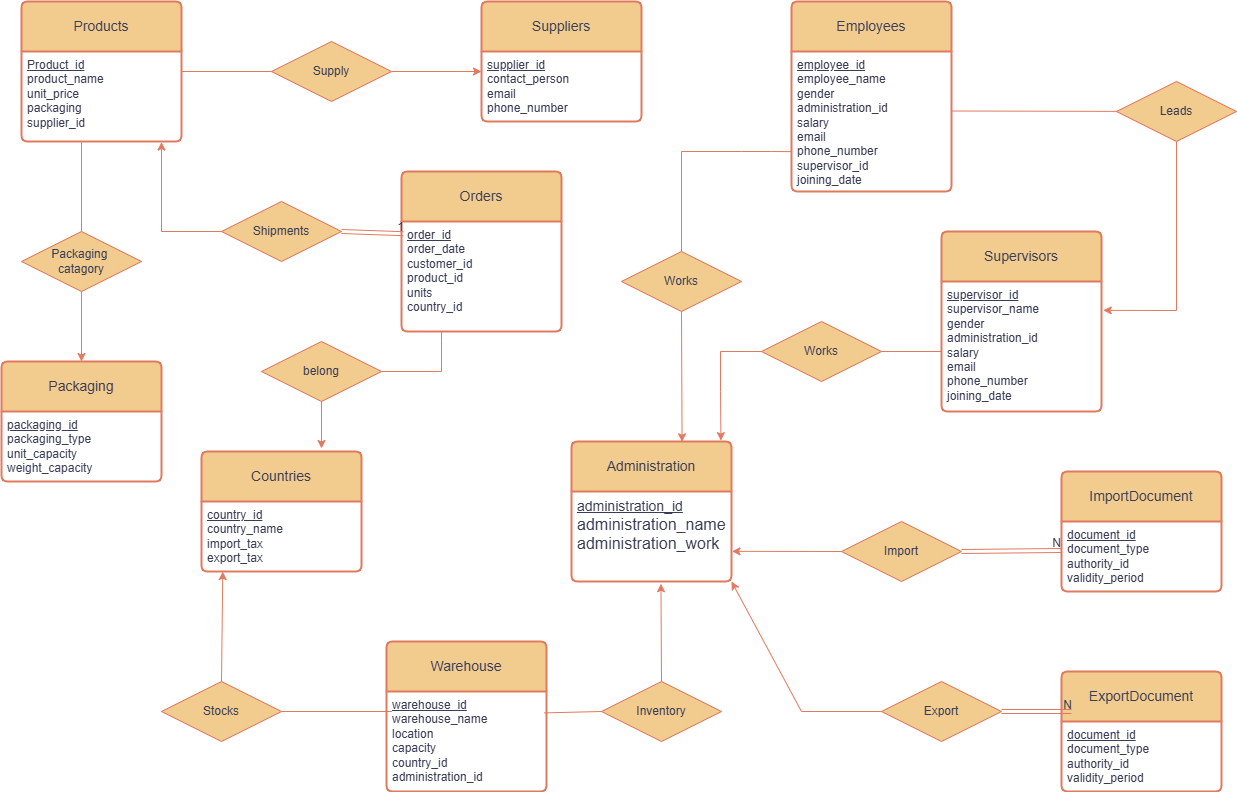 Products
Product_id
product_name
unit_price
packaging
supplier_id
Supply
Suppliers
supplier_id
contact_person
email
phone_number
Employees
employee_id
employee_name
gender
administration_id
salary
email
phone_number
supervisor_id
joining_date
Leads
Shipments
1
Orders
order_id
order_date
customer_id
product_id
units
country_id
Packaging
catagory
Works
Supervisors
supervisor_id
supervisor_name
gender
administration_id
salary
email
phone_number
joining_date
Works
belong
Packaging
packaging_id
packaging_type
unit_capacity
weight_capacity
Countries
country_id
country_name
import_tax
export_tax
Administration
administration_id
administration_name
administration_work
Import
N
ImportDocument
document_id
document_type
authority_id
validity_period
Stocks
Warehouse
warehouse_id
warehouse_name
location
capacity
country_id
administration_id
Inventory
Export
N
ExportDocument
document_id
document_type
authority_id
validity_period